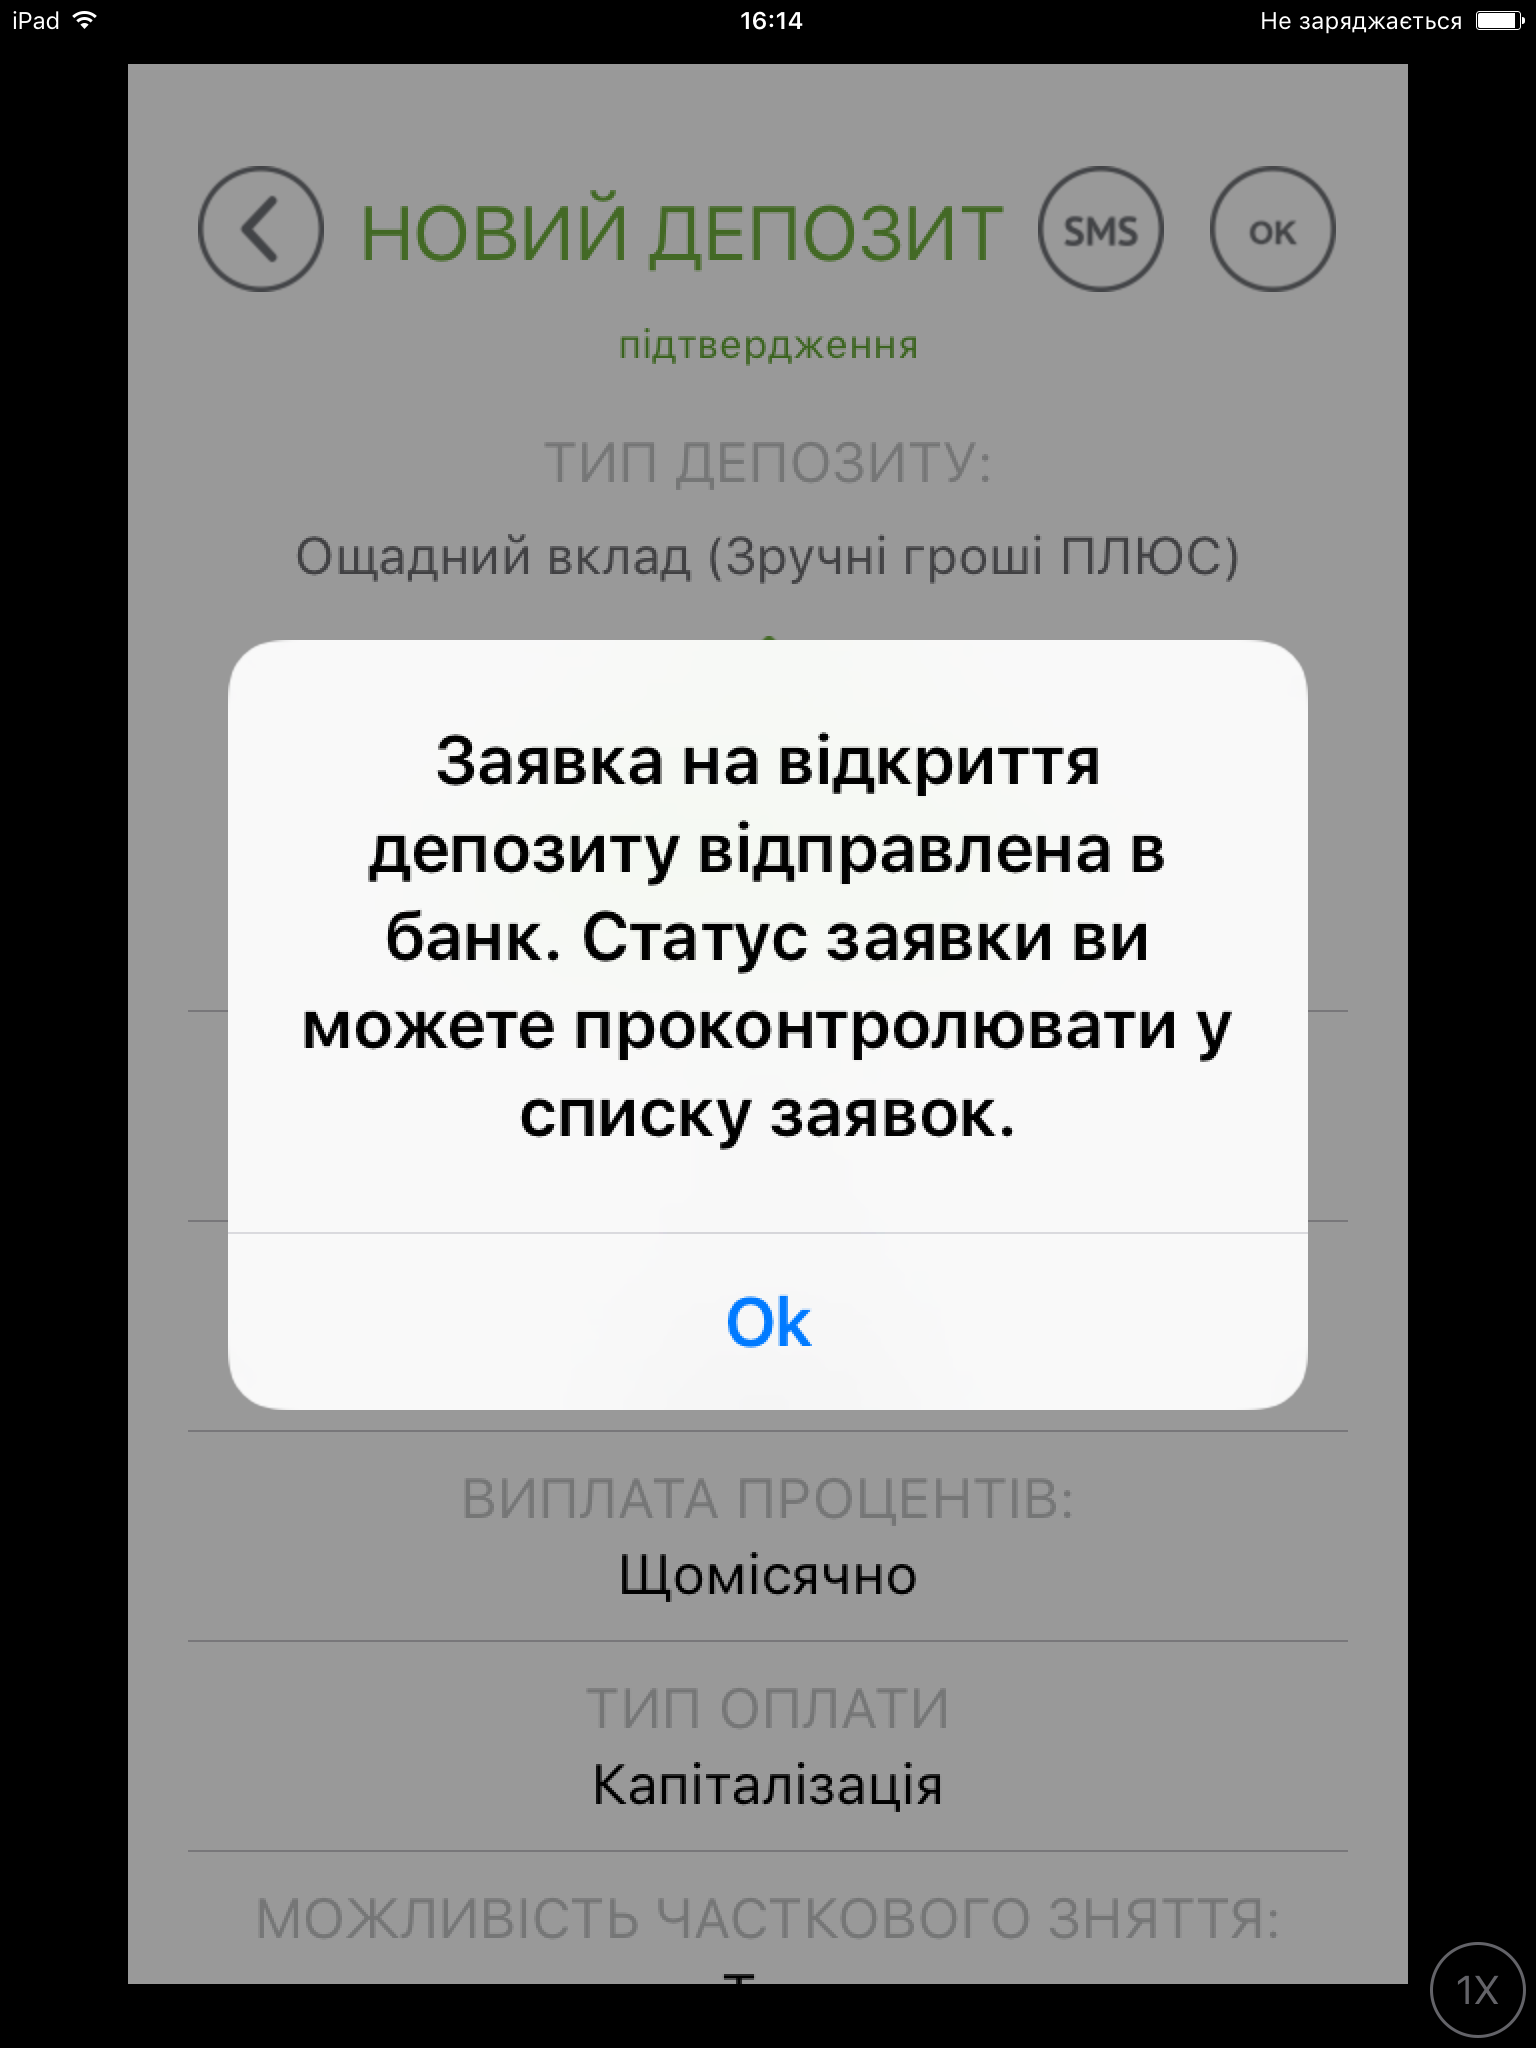 iPad 16:14 Не заряджається
НОВИЙ ДЕПОЗИТ SMS ОК
підтвердження
ТИП ДЕПОЗИТУ:
Ощадний вклад (Зручні гроші ПЛЮС)
Заявка на відкриття
депозиту відправлена в
банк. Статус заявки ви
можете проконтролювати у
списку заявок.
Ok
ВИПЛАТА ПРОЦЕНТІВ:
Щомісячно
ТИП ОПЛАТИ
Капіталізація
МОЖЛИВІСТЬ ЧАСТКОВОГО ЗНЯТТЯ:
1X